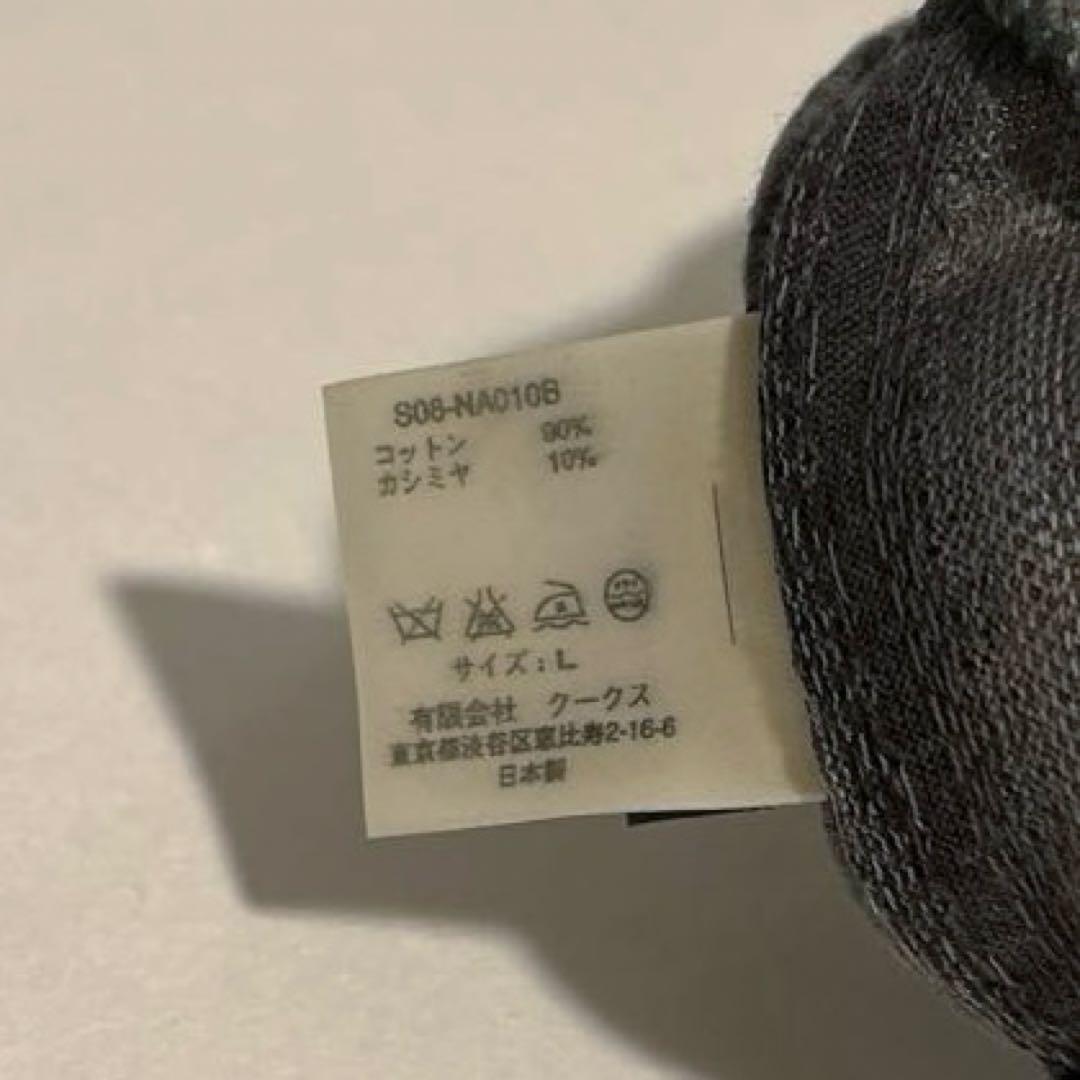 S06-NA010B
コットン 90%
カシミヤ 10%
サイズ：L
有限会社　クークス
東京都渋谷区恵比寿2-16-6
日本製